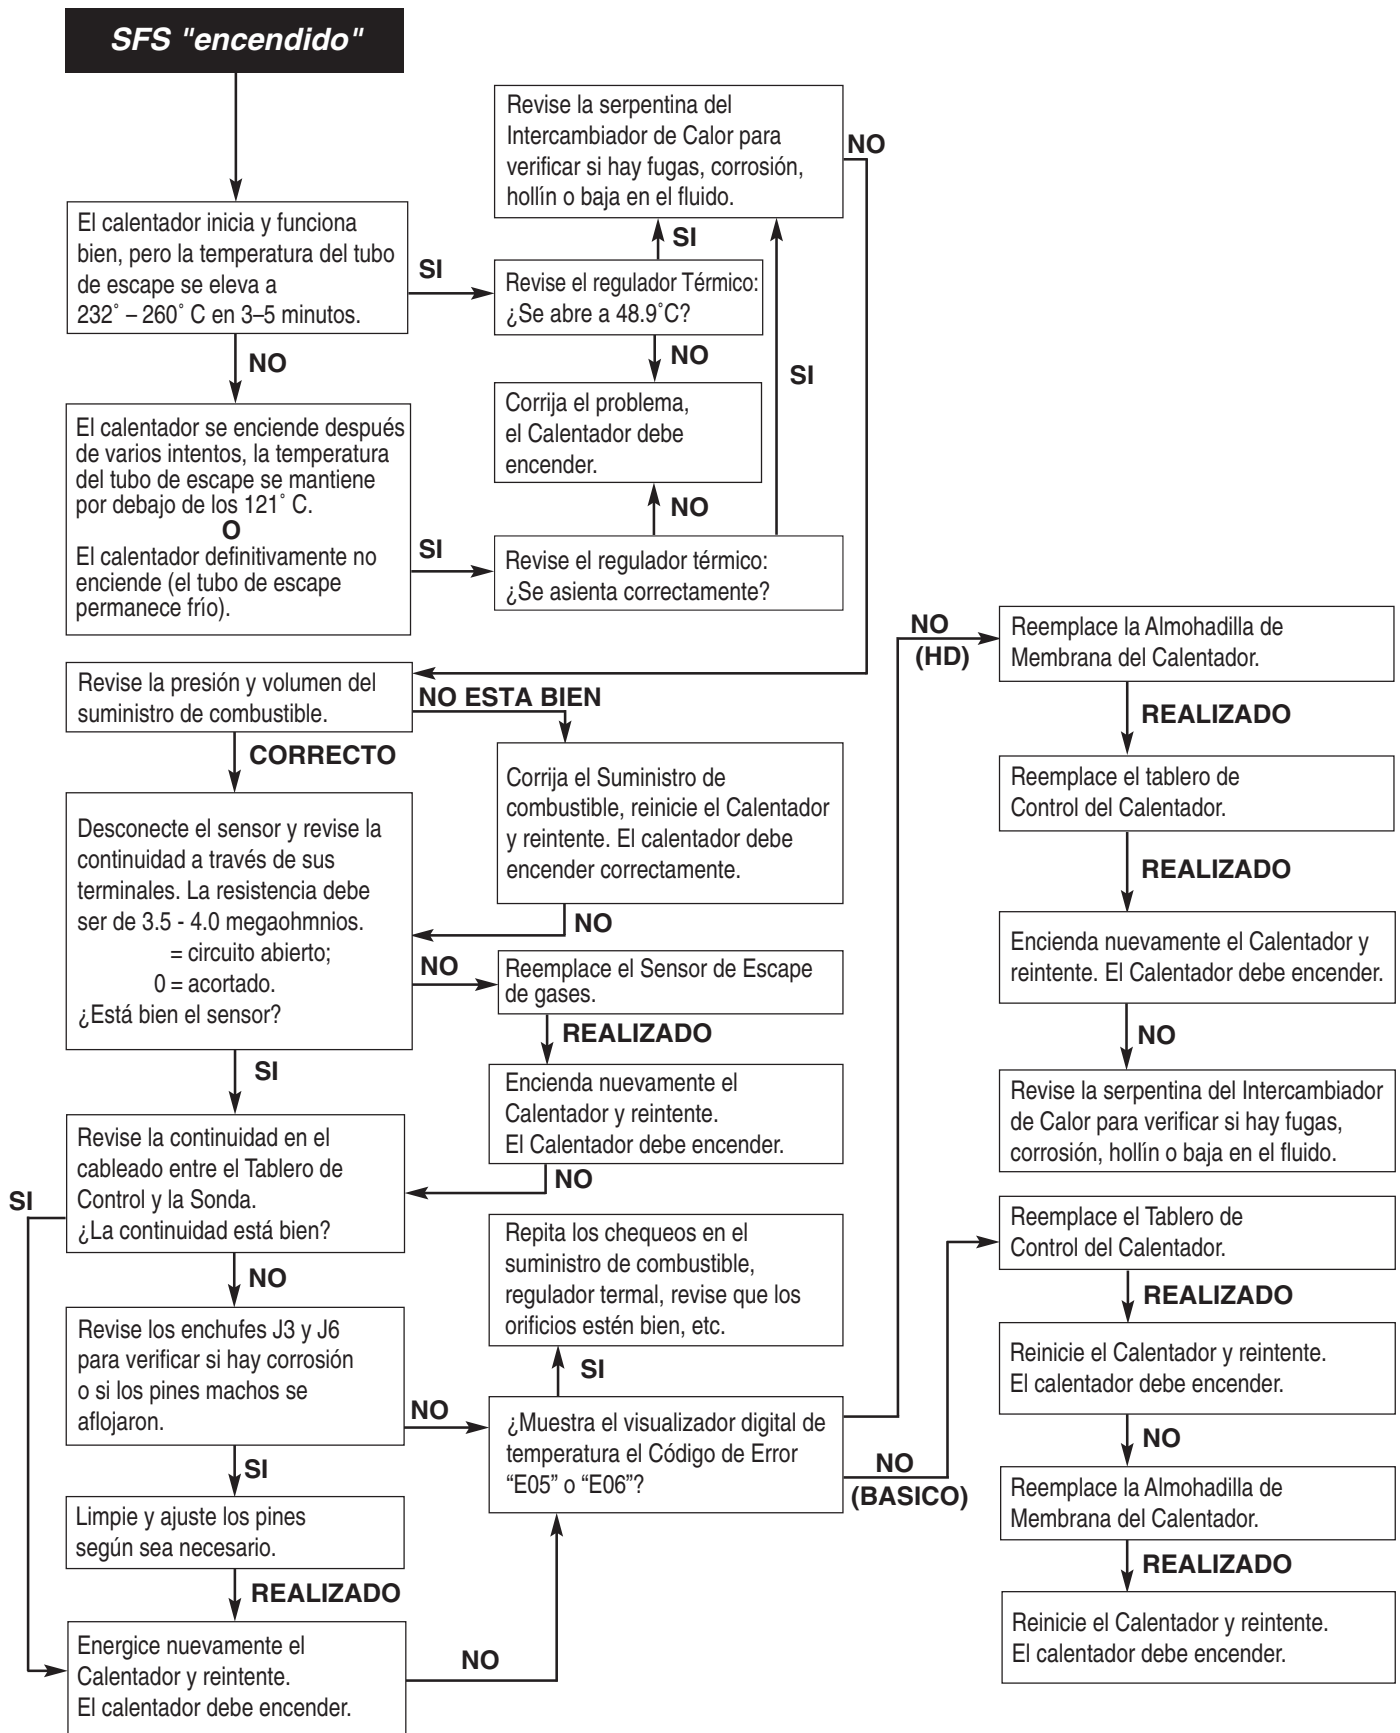 SFS "encendido"
El calentador inicia y funciona
bien, pero la temperatura del tubo
de escape se eleva a
232˚ – 260˚ C en 3–5 minutos.
SI
NO
Revise la serpentina del
Intercambiador de Calor para
verificar si hay fugas, corrosión,
hollín o baja en el fluido.
NO
SI
Revise el regulador Térmico:
¿Se abre a 48.9˚C?
NO
SI
Corrija el problema,
el Calentador debe
encender.
NO
El calentador se enciende después
de varios intentos, la temperatura
del tubo de escape se mantiene
por debajo de los 121˚ C.
O
El calentador definitivamente no
enciende (el tubo de escape
permanece frío).
SI
Revise el regulador térmico:
¿Se asienta correctamente?
Revise la presión y volumen del
suministro de combustible.
NO ESTA BIEN
CORRECTO
Corrija el Suministro de
combustible, reinicie el Calentador
y reintente. El calentador debe
encender correctamente.
NO
Desconecte el sensor y revise la
continuidad a través de sus
terminales. La resistencia debe
ser de 3.5 - 4.0 megaohmnios.
= circuito abierto;
0 = acortado.
¿Está bien el sensor?
NO
Reemplace el Sensor de Escape
de gases.
REALIZADO
SI
Encienda nuevamente el
Calentador y reintente.
El Calentador debe encender.
NO
Revise la continuidad en el
cableado entre el Tablero de
Control y la Sonda.
¿La continuidad está bien?
SI
NO
Repita los chequeos en el
suministro de combustible,
regulador termal, revise que los
orificios estén bien, etc.
SI
Revise los enchufes J3 y J6
para verificar si hay corrosión
o si los pines machos se
aflojaron.
NO
SI
¿Muestra el visualizador digital de
temperatura el Código de Error
“E05” o “E06”?
Limpie y ajuste los pines
según sea necesario.
REALIZADO
Energice nuevamente el
Calentador y reintente.
El calentador debe encender.
NO
NO
(HD)
Reemplace la Almohadilla de
Membrana del Calentador.
REALIZADO
Reemplace el tablero de
Control del Calentador.
REALIZADO
Encienda nuevamente el Calentador y
reintente. El Calentador debe encender.
NO
Revise la serpentina del Intercambiador
de Calor para verificar si hay fugas,
corrosión, hollín o baja en el fluido.
NO
(BASICO)
Reemplace el Tablero de
Control del Calentador.
REALIZADO
Reinicie el Calentador y reintente.
El calentador debe encender.
NO
Reemplace la Almohadilla de
Membrana del Calentador.
REALIZADO
Reinicie el Calentador y reintente.
El calentador debe encender.